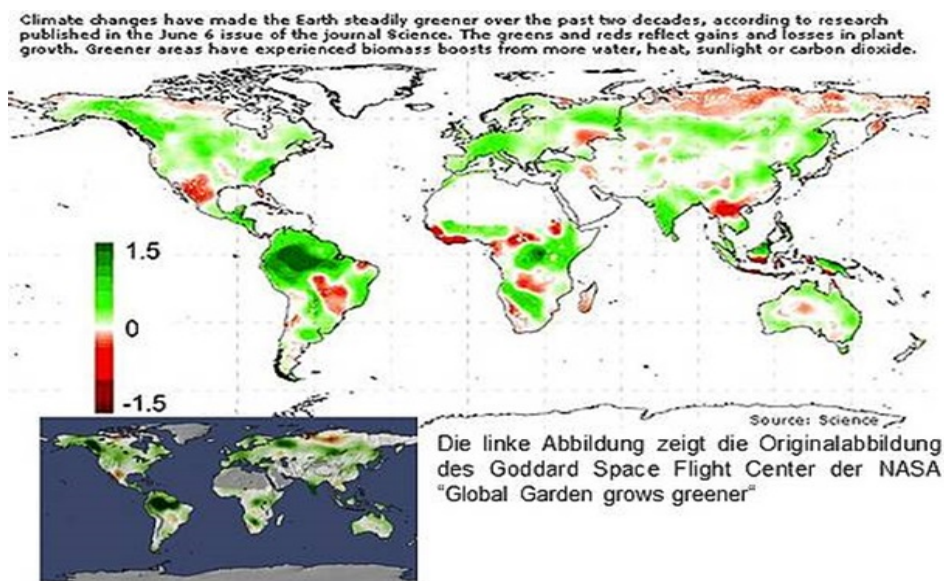 Climate changes have made the Earth steadily greener over the past two decades, according to research
published in the June 6 issue of the journal Science. The greens and reds reflect gains and losses in plant
growth. Greener areas have experienced biomass boosts from more water, heat, sunlight or carbon dioxide.
1.5
0
-1.5
Source: Science
Die linke Abbildung zeigt die Originalabbildung
des Goddard Space Flight Center der NASA
“Global Garden grows greener“